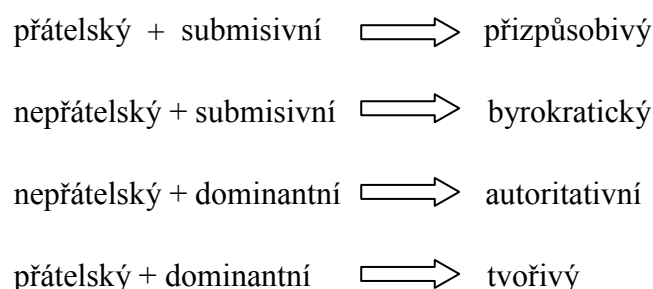 přátelský + submisivní přizpůsobivý
nepřátelský + submisivní byrokratický
nepřátelský + dominantní autoritativní
přátelský + dominantní tvořivý